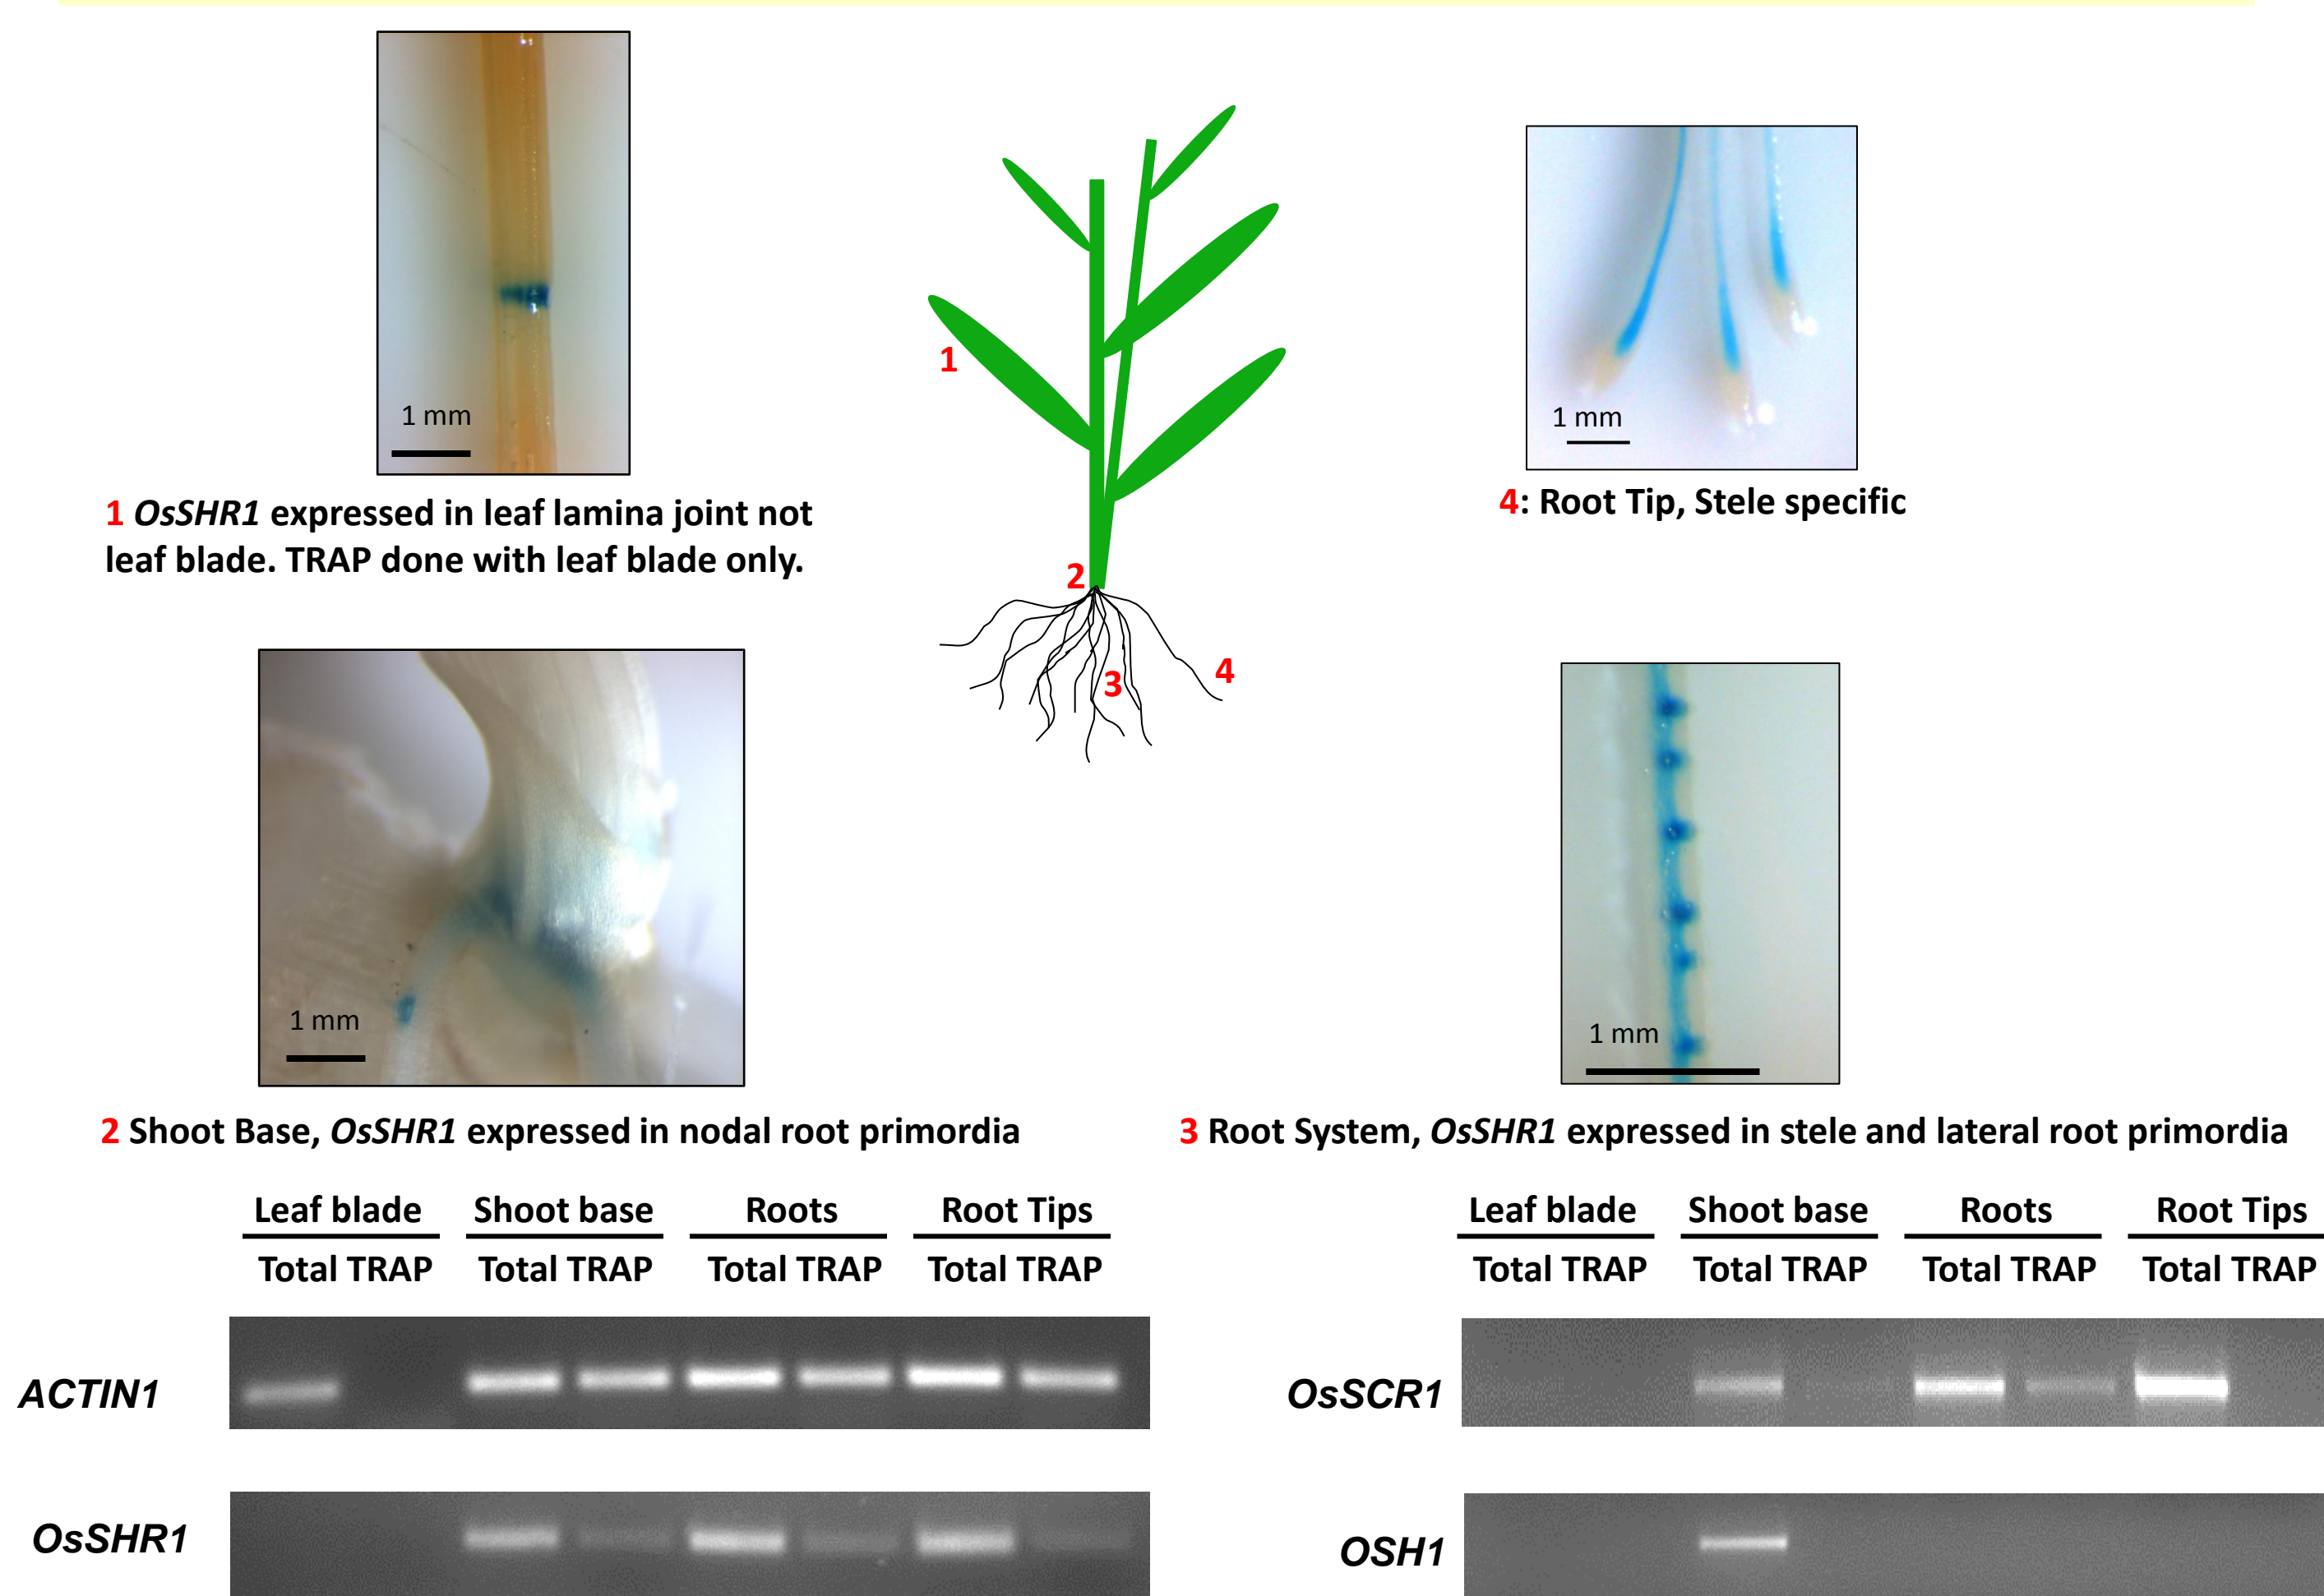 1 mm
1 OsSHR1 expressed in leaf lamina joint not
leaf blade. TRAP done with leaf blade only.
1
2
3
4
1 mm
4: Root Tip, Stele specific
1 mm
2 Shoot Base, OsSHR1 expressed in nodal root primordia
1 mm
3 Root System, OsSHR1 expressed in stele and lateral root primordia
Leaf blade Shoot base Roots Root Tips
Total TRAP Total TRAP Total TRAP Total TRAP
ACTIN1
OsSHR1
Leaf blade Shoot base Roots Root Tips
Total TRAP Total TRAP Total TRAP Total TRAP
OsSCR1
OSH1